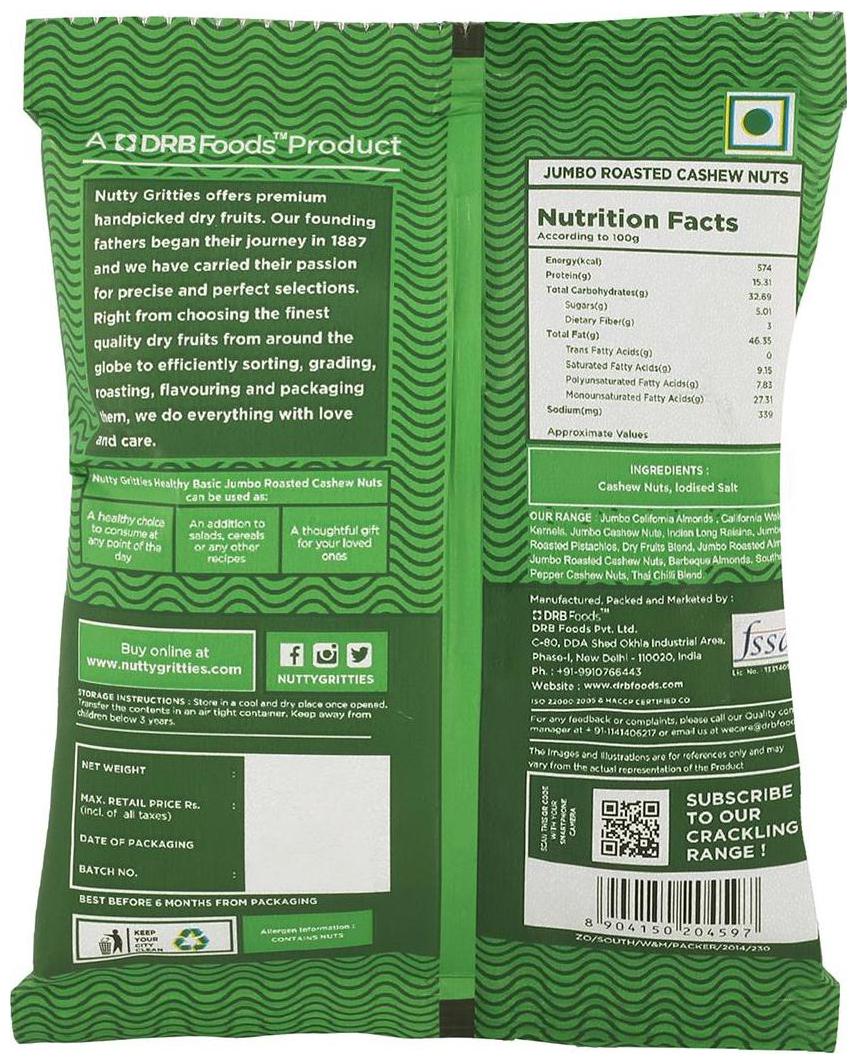 A DRB Foods™ Product
Nutty Gritties offers premium
handpicked dry fruits. Our founding
fathers began their journey in 1887
and we have carried their passion
for precise and perfect selections.
Right from choosing the finest
quality dry fruits from around the
globe to efficiently sorting, grading,
roasting, flavouring and packaging
them, we do everything with love
and care.
Nutty Gritties Healthy Basic Jumbo Roasted Cashew Nuts
can be used as:
A healthy choice
to consume at
any point of the
day
An addition to
salads, cereals
or any other
recipes
A thoughtful gift
for your loved
ones
Buy online at
www.nuttygritties.com
NUTTYGRITTIES
STORAGE INSTRUCTIONS : Store in a cool and dry place once opened.
Transfer the contents in an air tight container. Keep away from
children below 3 years.
NET WEIGHT :
MAX. RETAIL PRICE Rs. :
(incl. of all taxes)
DATE OF PACKAGING
BATCH NO. :
BEST BEFORE 6 MONTHS FROM PACKAGING
KEEP
YOUR
CITY
CLEAN
Allergen Information :
CONTAINS NUTS
JUMBO ROASTED CASHEW NUTS
Nutrition Facts
According to 100g
Energy(kcal) 574
Protein(g) 15.31
Total Carbohydrates(g) 32.69
Sugars(g) 5.01
Dietary Fiber(g) 3
Total Fat(g) 46.35
Trans Fatty Acids(g) 0
Saturated Fatty Acids(g) 9.15
Polyunsaturated Fatty Acids(g) 7.83
Monounsaturated Fatty Acids(g) 27.31
Sodium(mg) 339
Approximate Values
INGREDIENTS :
Cashew Nuts, Iodised Salt
OUR RANGE : Jumbo California Almonds , California
Kernels, Jumbo Cashew Nuts, Indian Long Raisins,
Roasted Pistachios, Dry Fruits Blend, Jumbo Roasted
Jumbo Roasted Cashew Nuts, Barbeque Almonds,
Pepper Cashew Nuts, Thai Chilli Blend
Manufactured, Packed and Marketed by :
DRB Foods™
DRB Foods Pvt. Ltd.
C-80, DDA Shed Okhla Industrial Area,
Phase-I, New Delhi - 110020, India
Ph. : +91-9910766443
Website : www.drbfoods.com
ISO 22000 2005 & HACCP CERTIFIED CO
fss
Lic. No.
For any feedback or complaints, please call our Quality
manager at + 91-1141406217 or email us at wecare@drbfoo
The Images and Illustrations are for references only and may
vary from the actual representation of the Product
SCAN THIS QR CODE
WITH YOUR
SMARTPHONE
CAMERA
SUBSCRIBE
TO OUR
CRACKLING
RANGE !
8 904150 204597
ZO/SOUTH/W&M/PACKER/2014/230